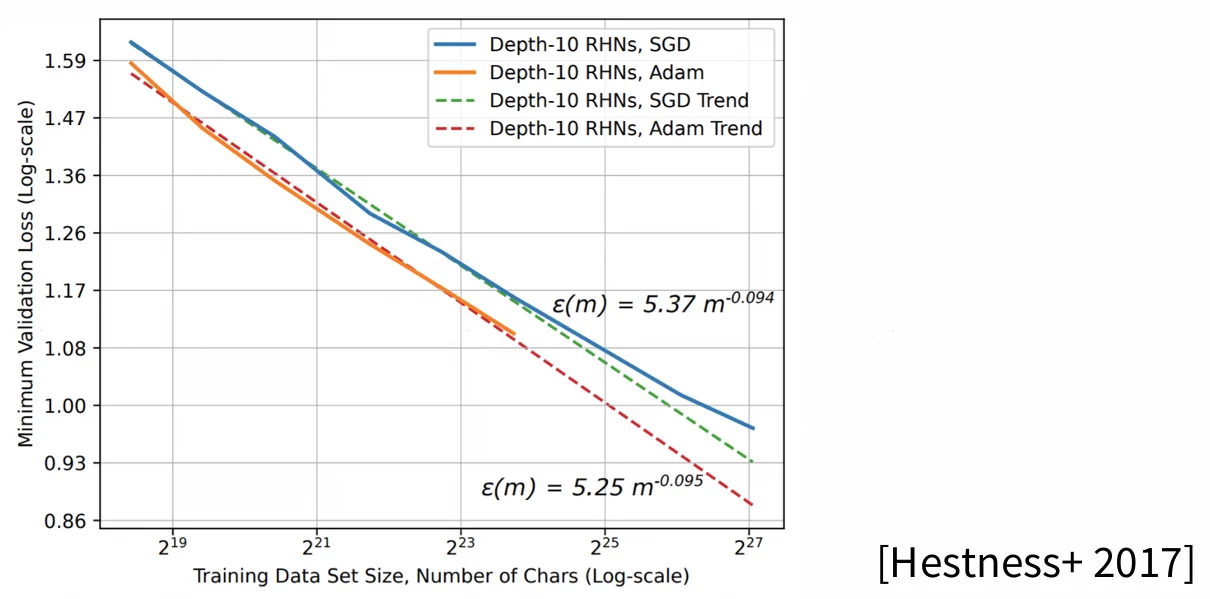 Depth-10 RHNs, SGD
Depth-10 RHNs, Adam
Depth-10 RHNs, SGD Trend
Depth-10 RHNs, Adam Trend
Minimum Validation Loss (Log-scale)
1.59
1.47
1.36
1.26
1.17
1.08
1.00
0.93
0.86
ε(m) = 5.37 m^-0.094
ε(m) = 5.25 m^-0.095
2^19 2^21 2^23 2^25 2^27
Training Data Set Size, Number of Chars (Log-scale)
[Hestness+ 2017]